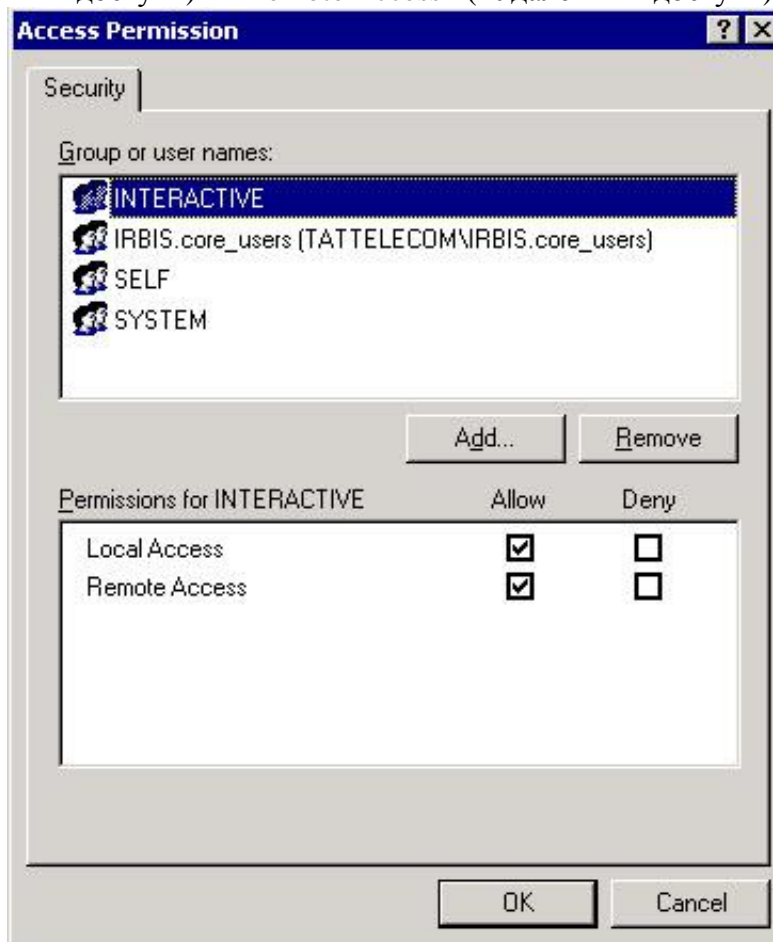 Access Permission
Security
Group or user names:
INTERACTIVE
IRBIS.core_users (TATTELECOM\IRBIS.core_users)
SELF
SYSTEM
Add... Remove
Permissions for INTERACTIVE Allow Deny
Local Access
Remote Access
OK Cancel